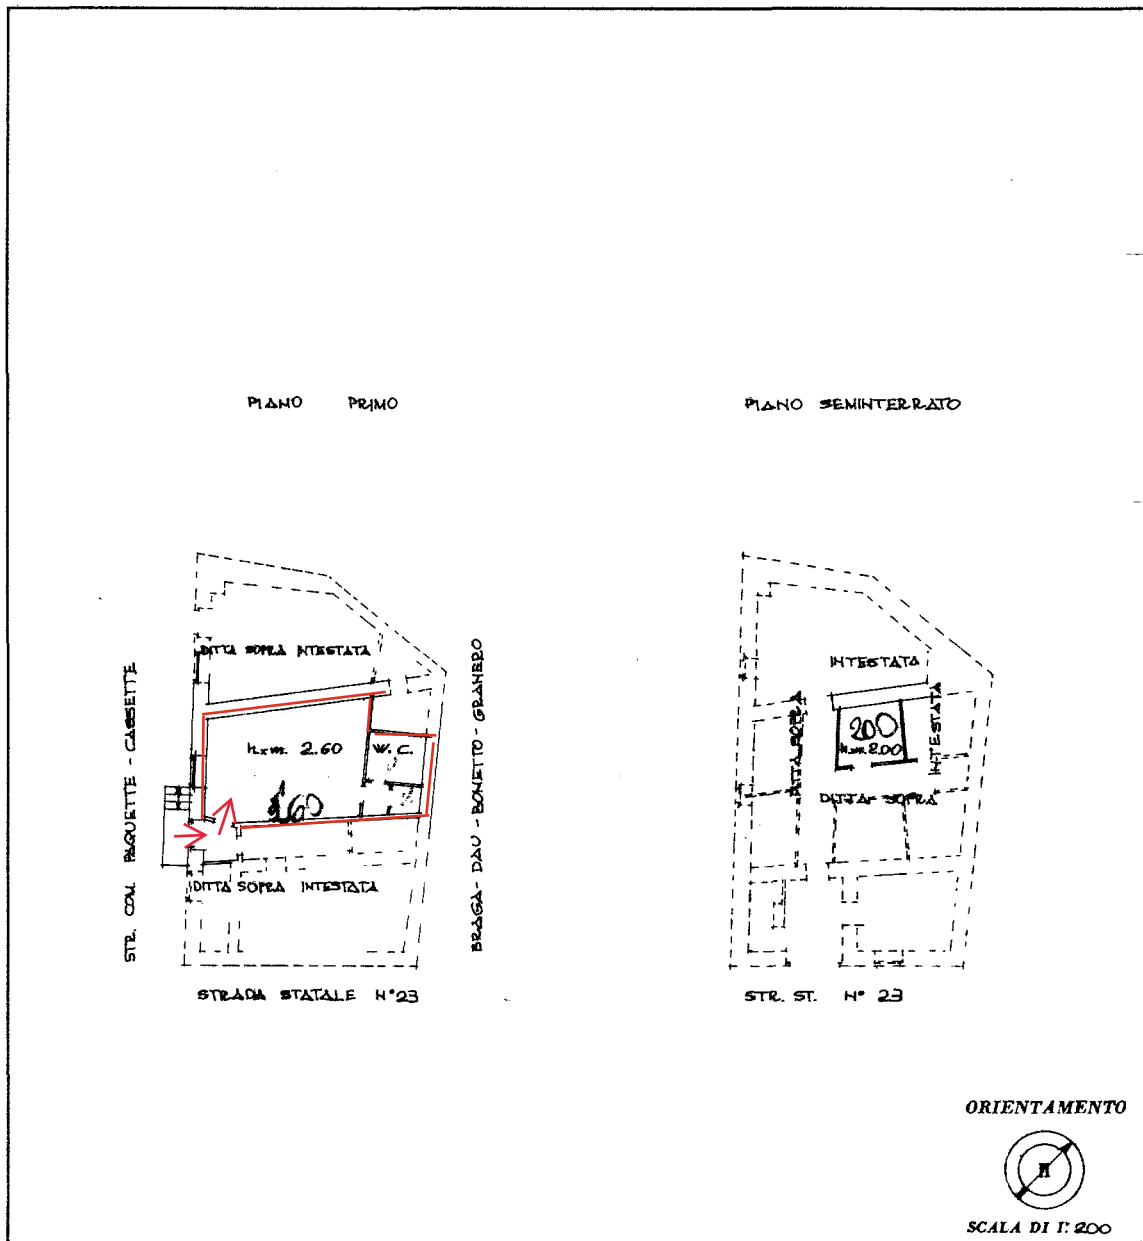 PIANO PRIMO
PIANO SEMINTERRATO
DITTA SOPRA INTESTATA
h.m. 2.60
W. C.
DITTA SOPRA INTESTATA
STR. COM. PAQUETTE - CASSETTE
BRAGA - DAU - BONETTO - GRANERO
STRADA STATALE N°23
INTESTATA
DITTA SOPRA
INTESTATA
200
h.m. 2.00
DITTA SOPRA
STR. ST. N° 23
ORIENTAMENTO
N
SCALA DI 1: 200